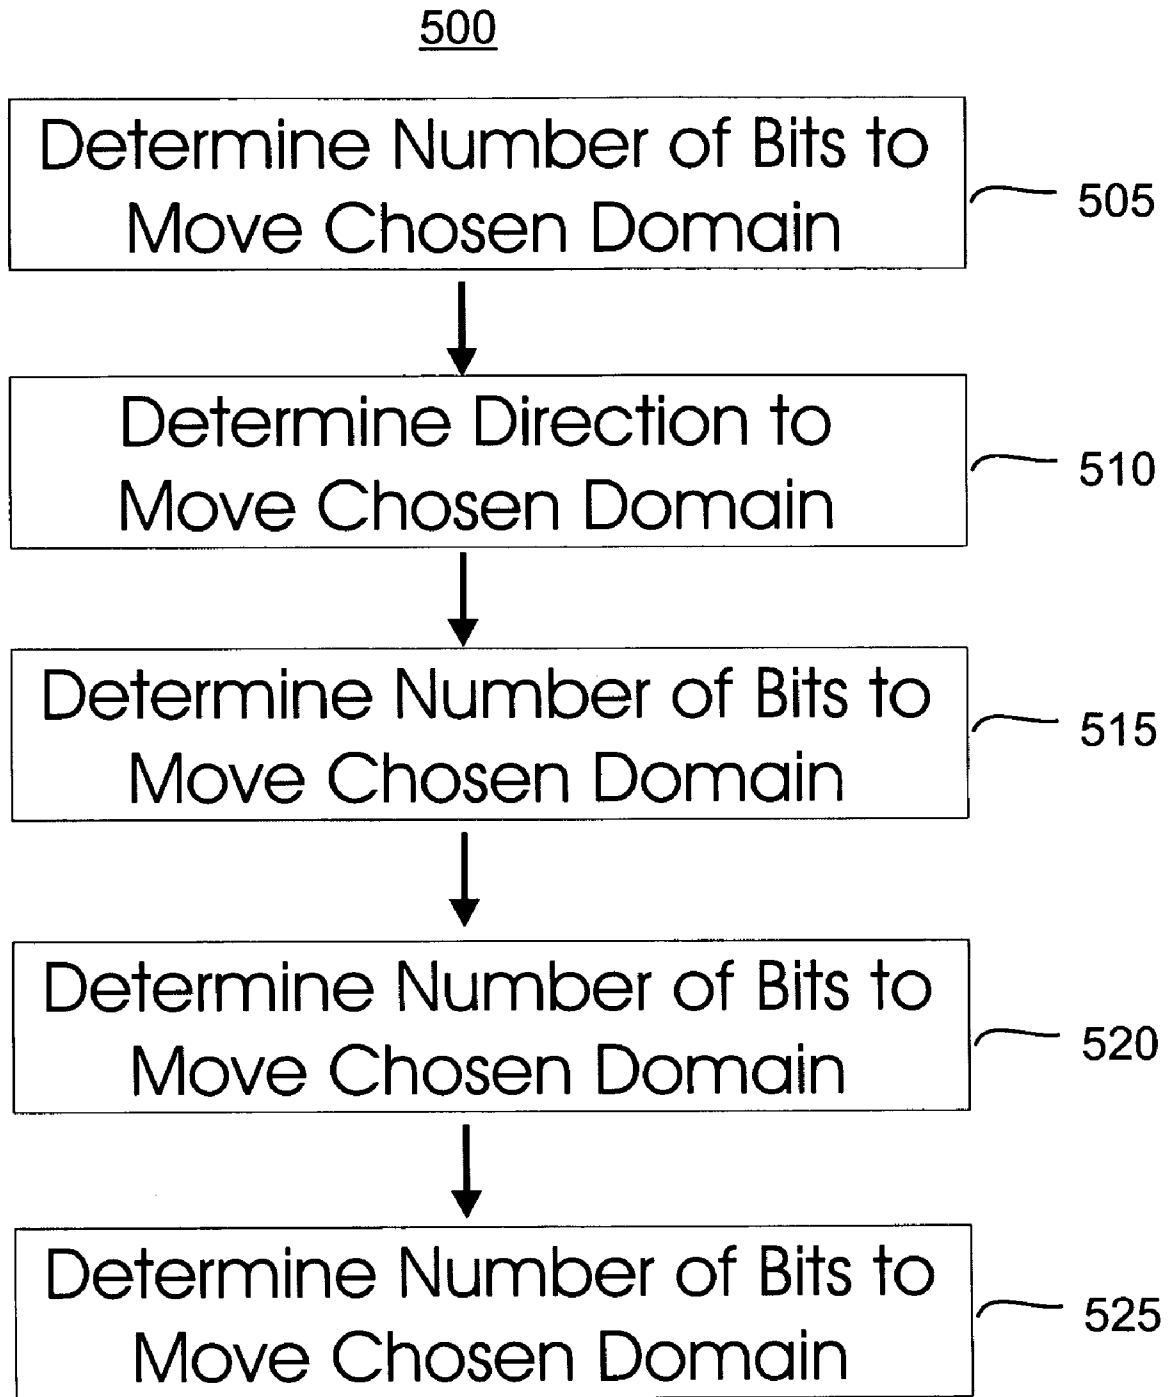 500
Determine Number of Bits to
Move Chosen Domain
505
Determine Direction to
Move Chosen Domain
510
Determine Number of Bits to
Move Chosen Domain
515
Determine Number of Bits to
Move Chosen Domain
520
Determine Number of Bits to
Move Chosen Domain
525